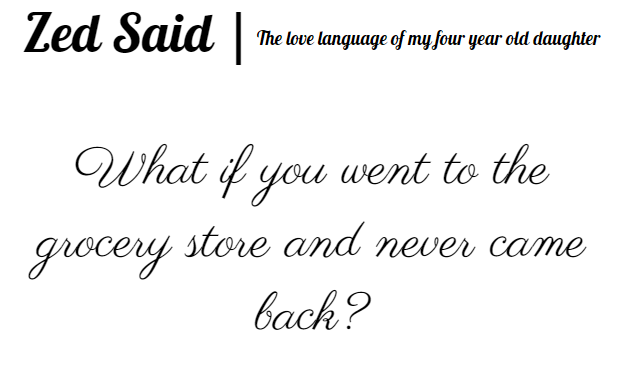 Zed Said | The love language of my four year old daughter
What if you went to the
grocery store and never came
back?